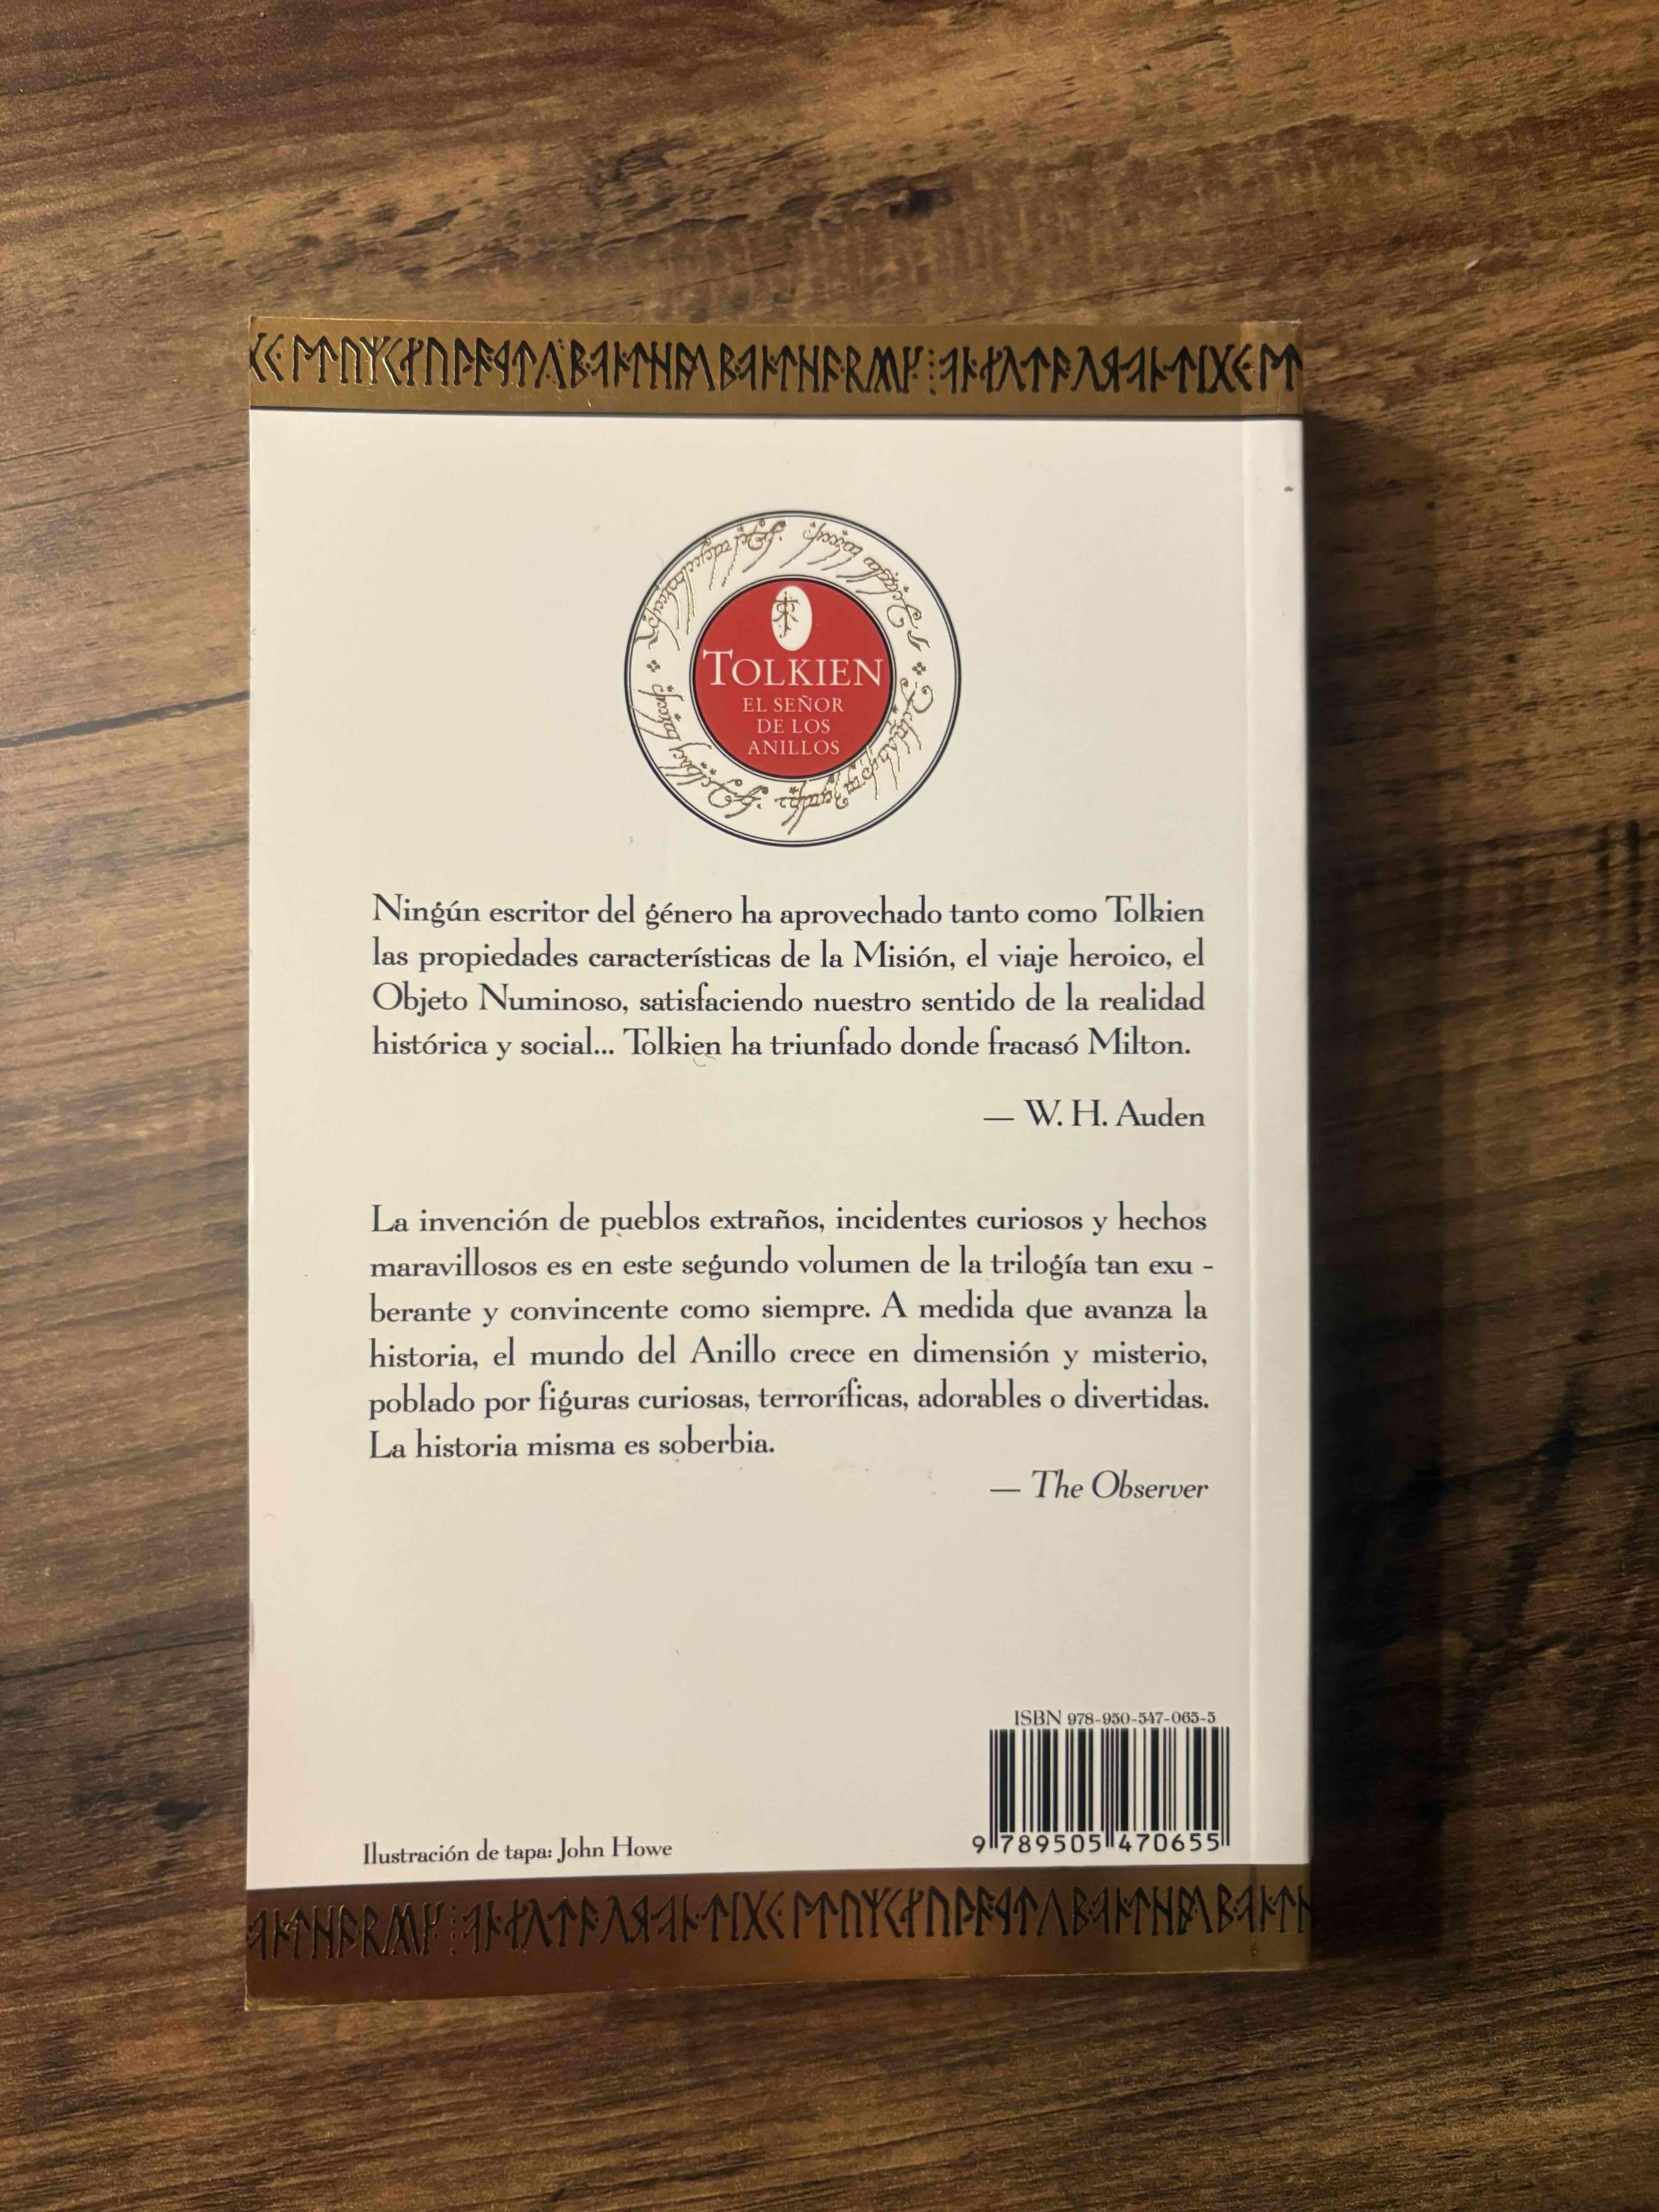 TOLKIEN
EL SEÑOR
DE LOS
ANILLOS
Ningún escritor del género ha aprovechado tanto como Tolkien
las propiedades características de la Misión, el viaje heroico, el
Objeto Numinoso, satisfaciendo nuestro sentido de la realidad
histórica y social... Tolkien ha triunfado donde fracasó Milton.
— W. H. Auden
La invención de pueblos extraños, incidentes curiosos y hechos
maravillosos es en este segundo volumen de la trilogía tan exu -
berante y convincente como siempre. A medida que avanza la
historia, el mundo del Anillo crece en dimensión y misterio,
poblado por figuras curiosas, terroríficas, adorables o divertidas.
La historia misma es soberbia.
— The Observer
ISBN 978-950-547-065-5
9 789505 470655
Ilustración de tapa: John Howe